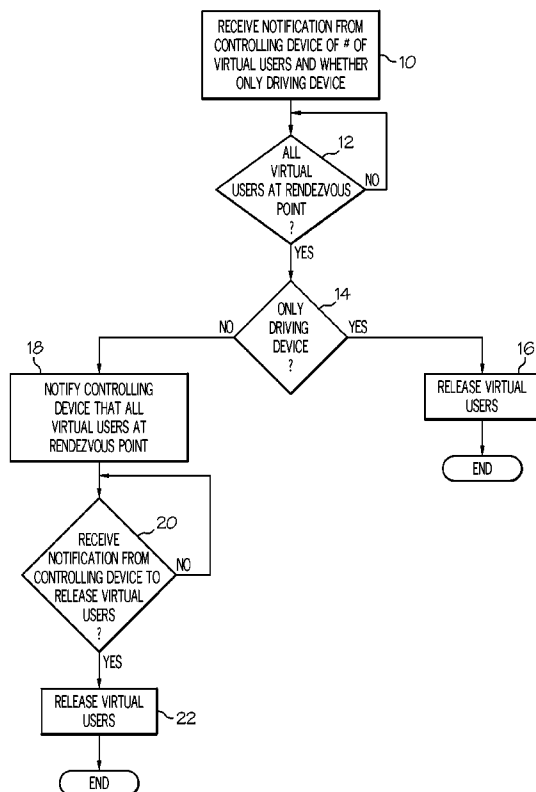 RECEIVE NOTIFICATION FROM
CONTROLLING DEVICE OF # OF
VIRTUAL USERS AND WHETHER
ONLY DRIVING DEVICE
10
12
ALL
VIRTUAL
USERS AT RENDEZVOUS
POINT
?
NO
YES
14
ONLY
DRIVING
DEVICE
?
NO
YES
18
NOTIFY CONTROLLING
DEVICE THAT ALL
VIRTUAL USERS AT
RENDEZVOUS POINT
16
RELEASE VIRTUAL
USERS
END
20
RECEIVE
NOTIFICATION FROM
CONTROLLING DEVICE TO
RELEASE VIRTUAL
USERS
?
NO
YES
RELEASE VIRTUAL
USERS
22
END